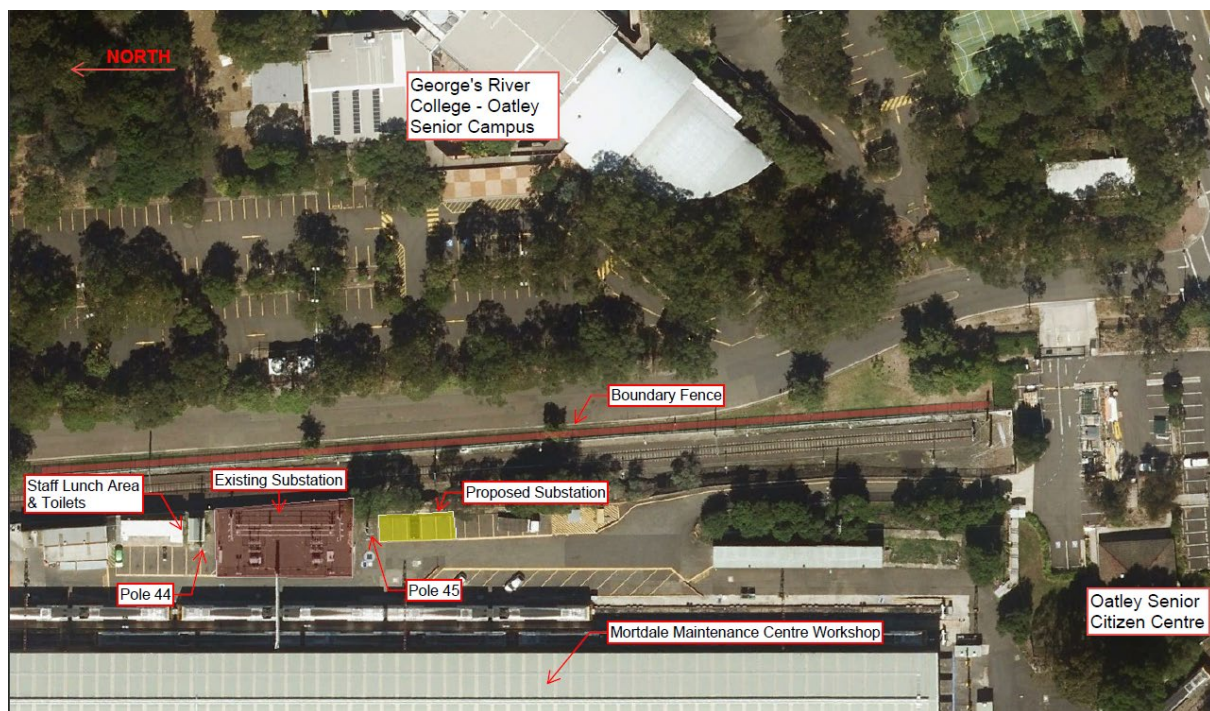 NORTH
George's River
College - Oatley
Senior Campus
Boundary Fence
Staff Lunch Area
& Toilets
Existing Substation
Proposed Substation
Pole 44
Pole 45
Oatley Senior
Citizen Centre
Mortdale Maintenance Centre Workshop